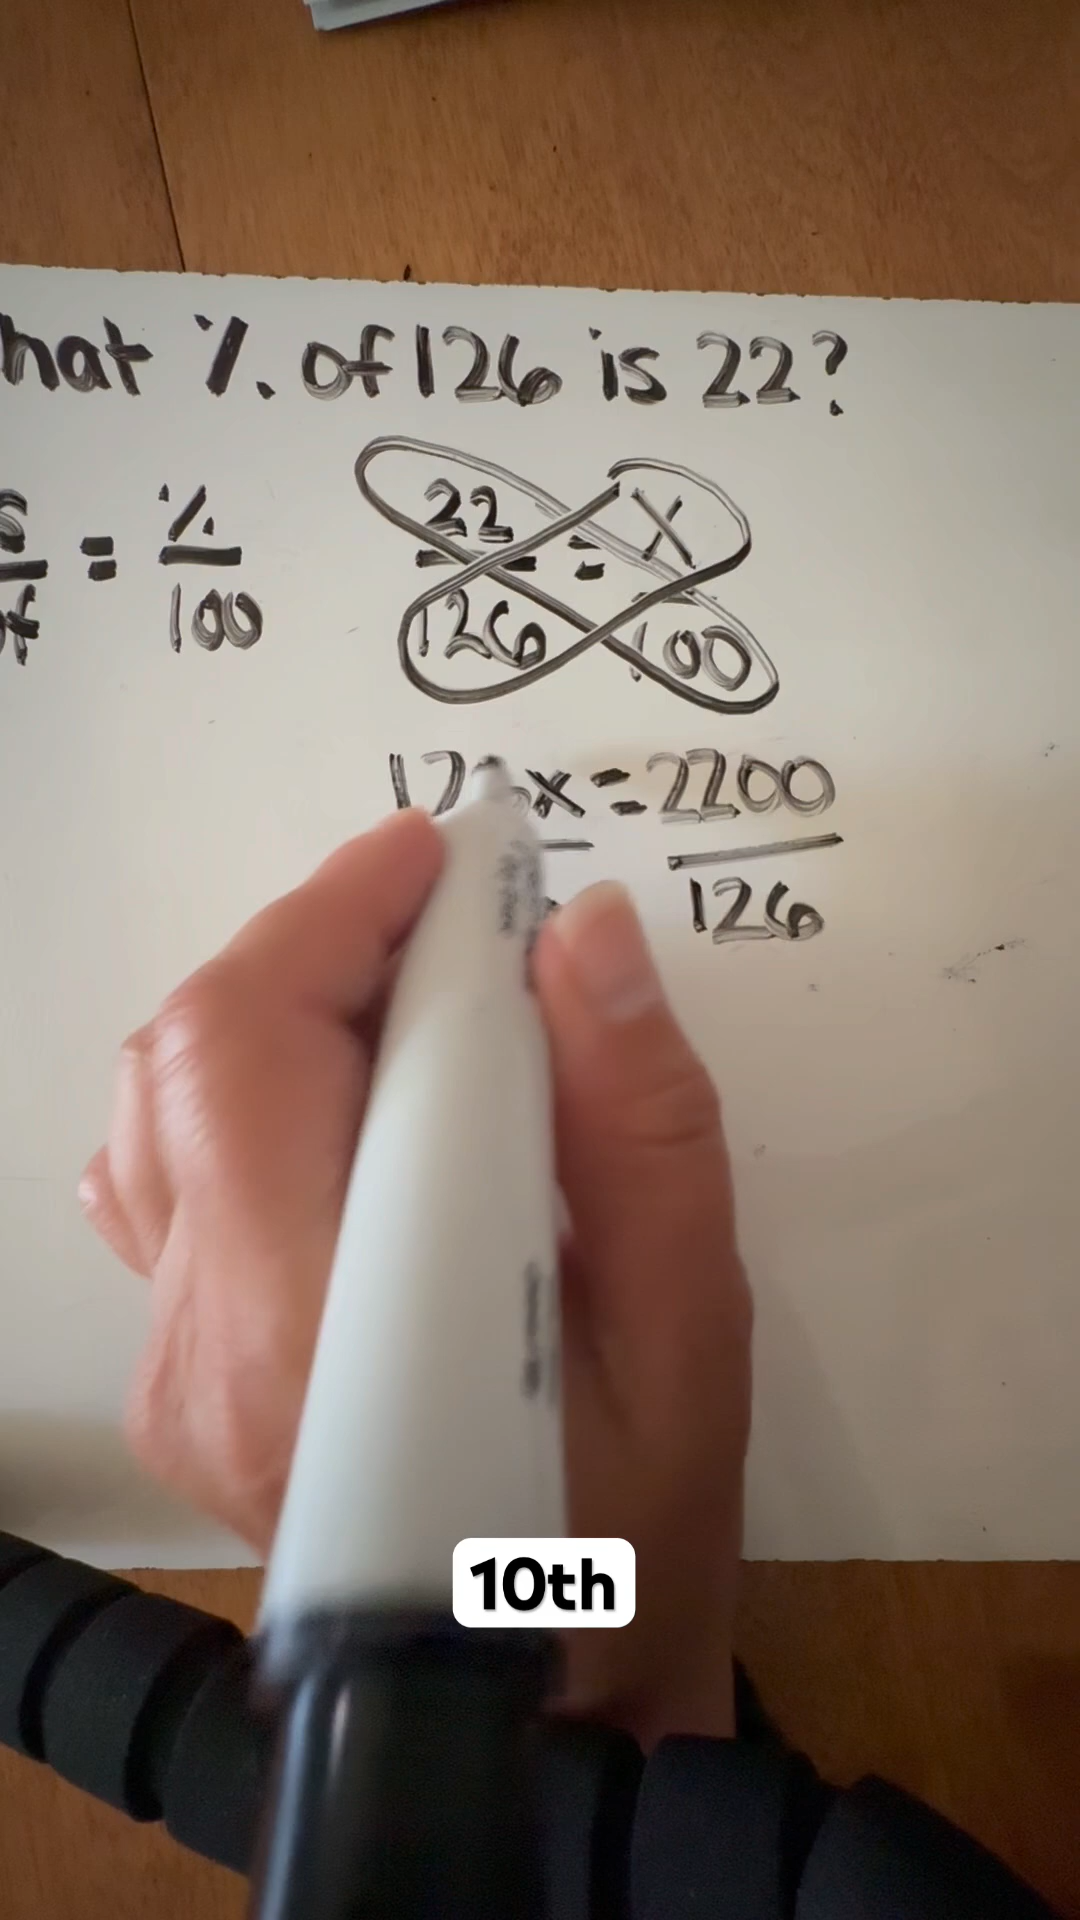 hat % of 126 is 22?
22 = x
% = 126 100
100
x = 2200
126
10th